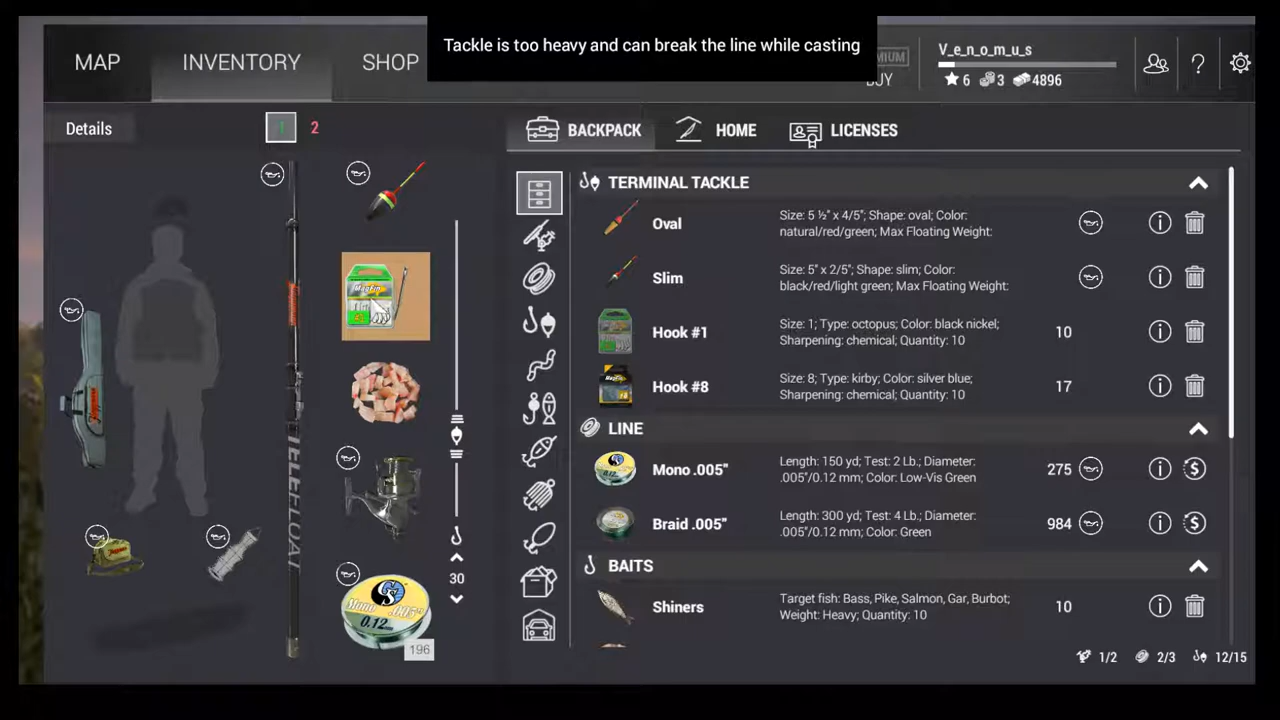 Tackle is too heavy and can break the line while casting
MAP
INVENTORY
SHOP
BUY
V_e_n_o_m_u_s
6
3
4896
?
Details
1
2
BACKPACK
HOME
LICENSES
TERMINAL TACKLE
Oval
Size: 5 ½" x 4/5"; Shape: oval; Color:
natural/red/green; Max Floating Weight:
Slim
Size: 5" x 2/5"; Shape: slim; Color:
black/red/light green; Max Floating Weight:
Hook #1
Size: 1; Type: octopus; Color: black nickel;
Sharpening: chemical; Quantity: 10
10
Hook #8
Size: 8; Type: kirby; Color: silver blue;
Sharpening: chemical; Quantity: 10
17
LINE
Mono .005"
Length: 150 yd; Test: 2 Lb.; Diameter:
.005"/0.12 mm; Color: Low-Vis Green
275
Braid .005"
Length: 300 yd; Test: 4 Lb.; Diameter:
.005"/0.12 mm; Color: Green
984
BAITS
Shiners
Target fish: Bass, Pike, Salmon, Gar, Burbot;
Weight: Heavy; Quantity: 10
10
MagFin
TELEFLOAT
30
Mono .005"
0.12mm
196
1/2
2/3
12/15